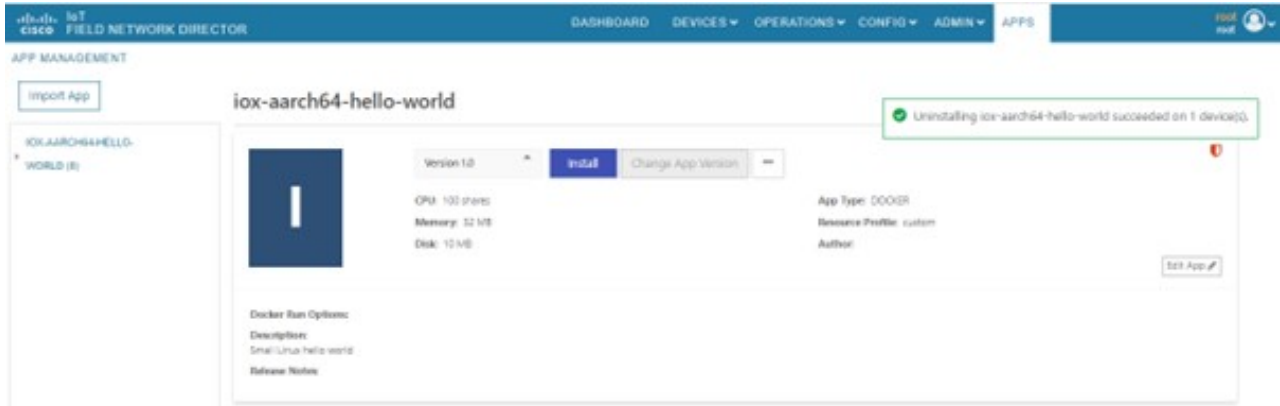 cisco IoT
FIELD NETWORK DIRECTOR
DASHBOARD DEVICES OPERATIONS CONFIG ADMIN APPS root
root
APP MANAGEMENT
Import App
iox-aarch64-hello-world
Uninstalling iox-aarch64-hello-world succeeded on 1 device(s).
IOX-AARCH64-HELLO-
WORLD
Version 1.0 Install Change App Version
I
CPU: 100 shares App Type: DOCKER
Memory: 32 MB Resource Profile: custom
Disk: 10 MB Author:
Edit App
Docker Run Options:
Description:
Small Linux hello world
Release Notes: